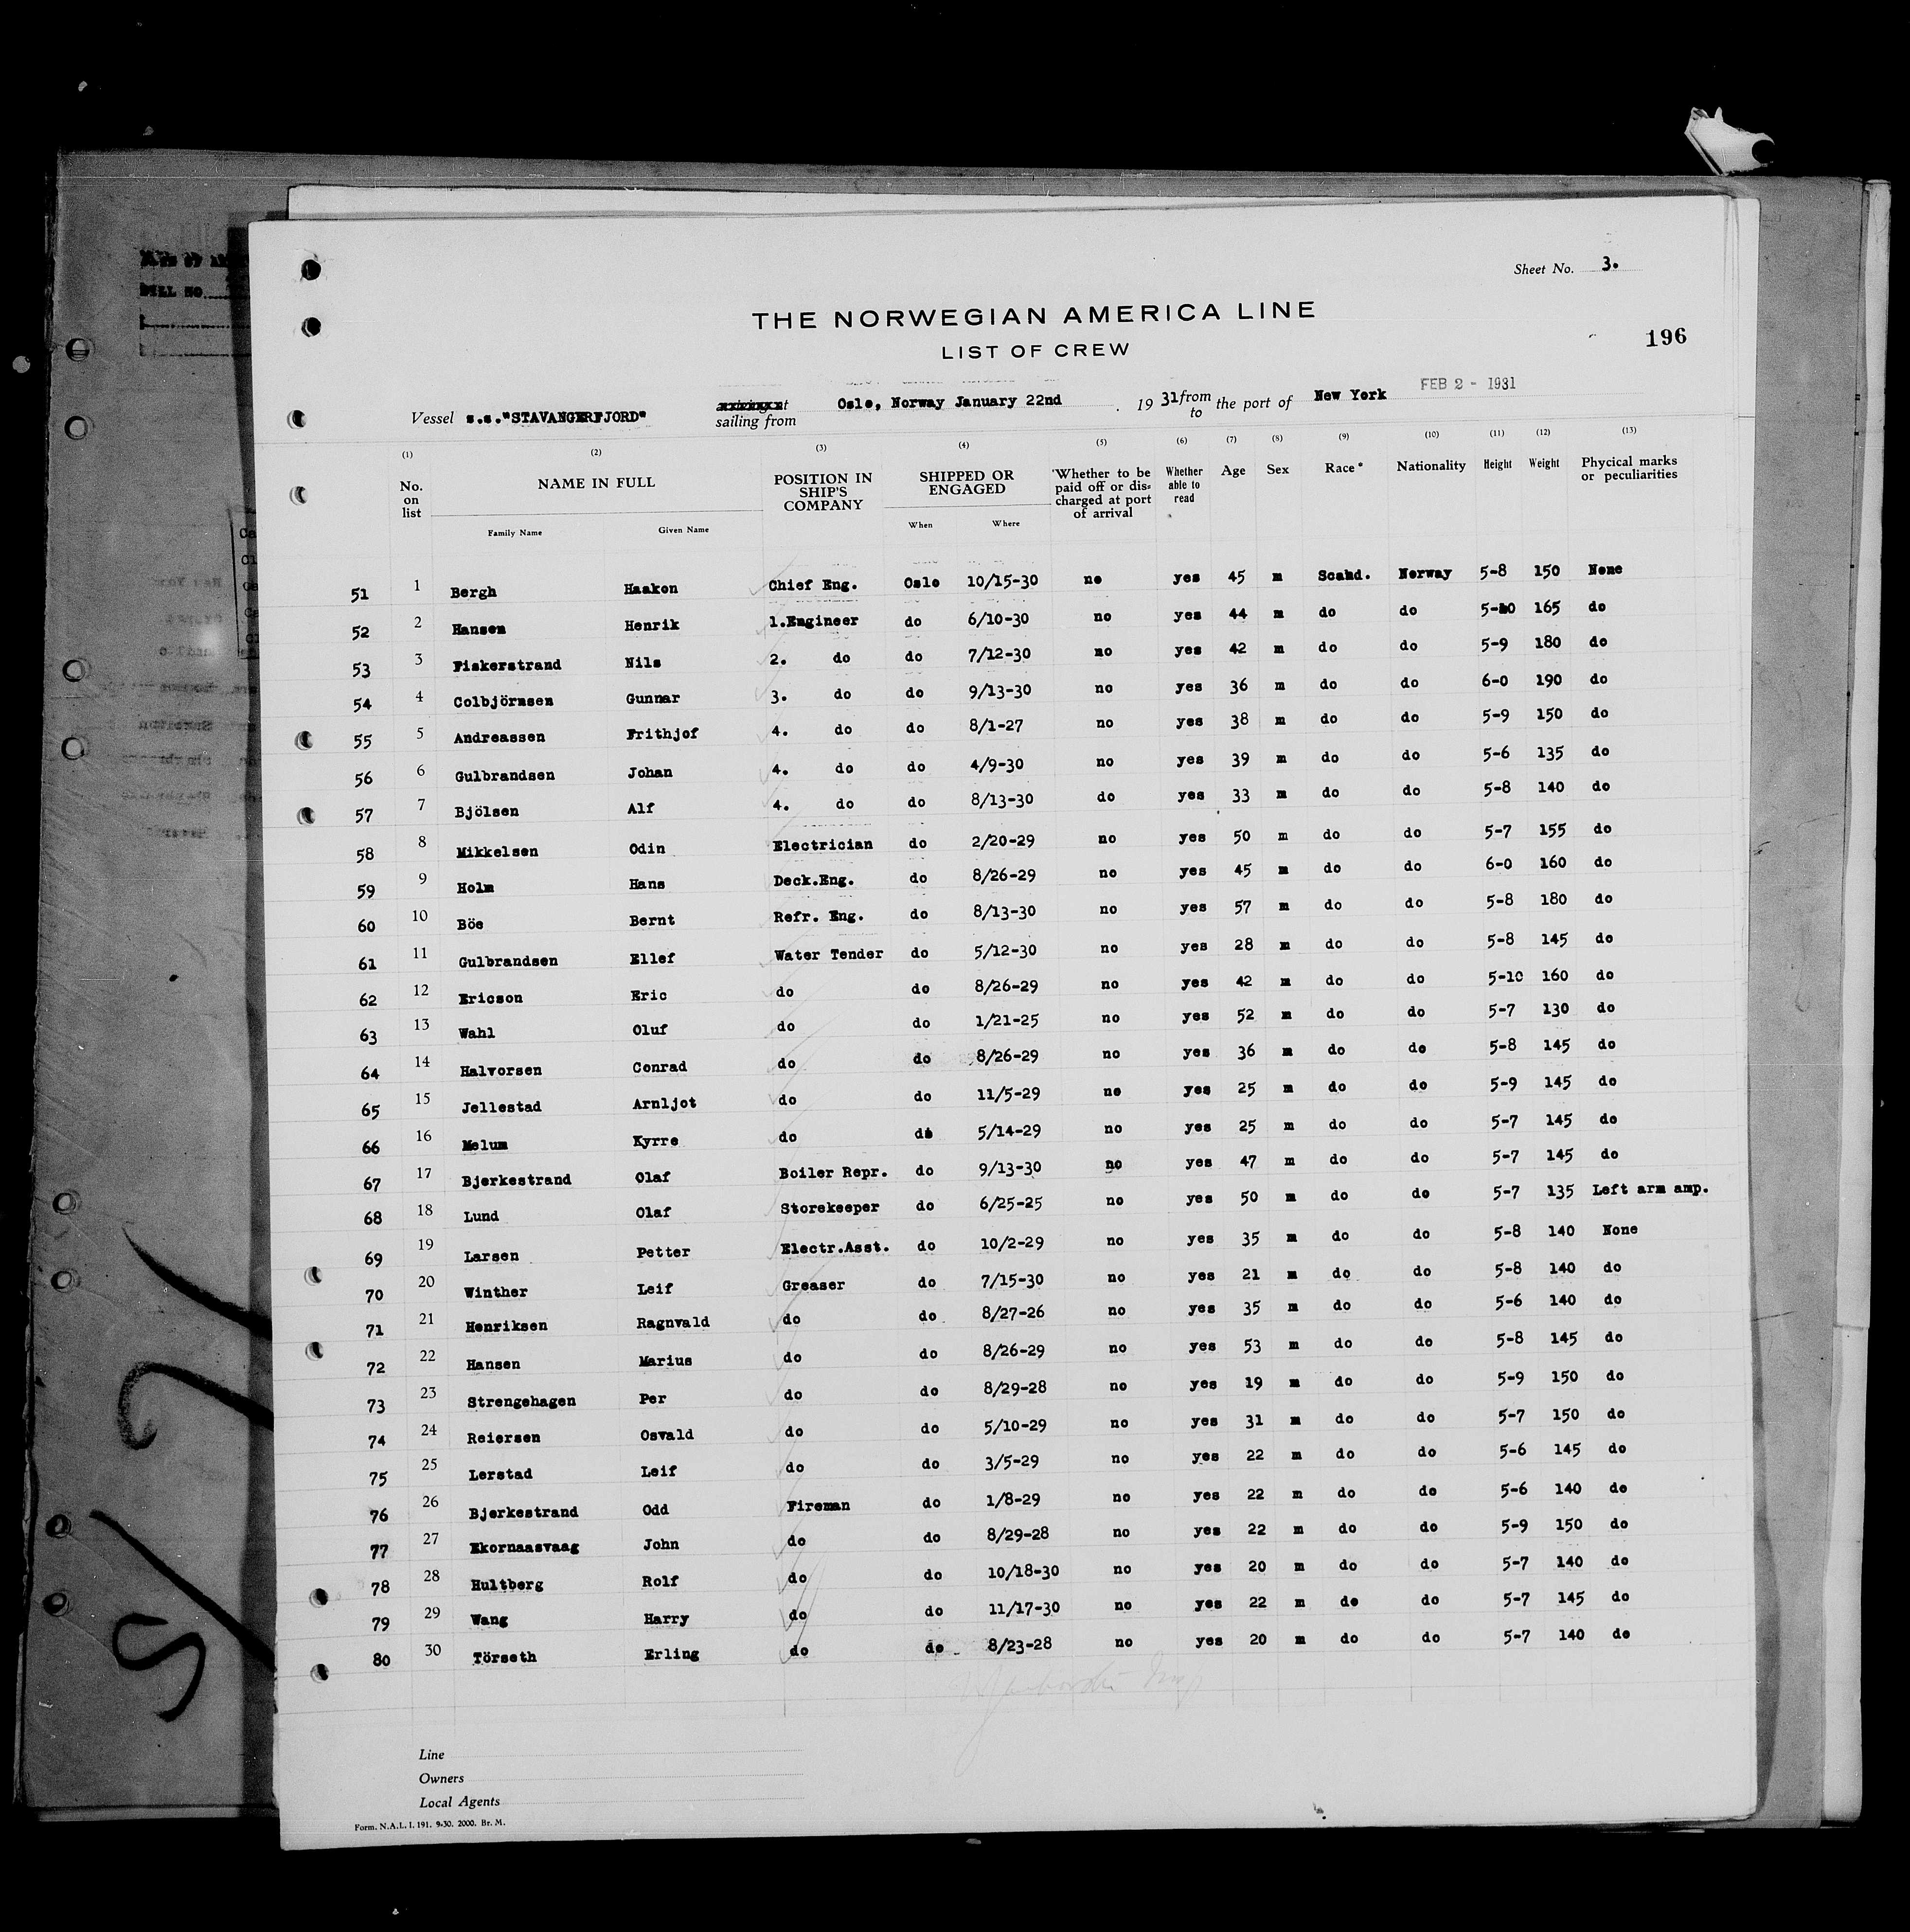 Sheet No. 3.
THE NORWEGIAN AMERICA LINE
LIST OF CREW
196
FEB 2 - 1931
Vessel s.s."STAVANGERFJORD" arriving at sailing from Oslo, Norway January 22nd . 19 31 from to the port of New York
(1) (2) (3) (4) (5) (6) (7) (8) (9) (10) (11) (12) (13)
No. on list NAME IN FULL POSITION IN SHIP'S COMPANY SHIPPED OR ENGAGED Whether to be paid off or dis-charged at port of arrival Whether able to read Age Sex Race* Nationality Height Weight Phycical marks or peculiarities
Family Name Given Name When Where
51 1 Bergh Haakon Chief Eng. Oslo 10/15-30 no yes 45 m Scand. Norway 5-8 150 None
52 2 Hansen Henrik 1.Engineer do 6/10-30 no yes 44 m do do 5-10 165 do
53 3 Fiskerstrand Nils 2. do do 7/12-30 no yes 42 m do do 5-9 180 do
54 4 Colbjörnsen Gunnar 3. do do 9/13-30 no yes 36 m do do 6-0 190 do
55 5 Andreassen Frithjof 4. do do 8/1-27 no yes 38 m do do 5-9 150 do
56 6 Gulbrandsen Johan 4. do do 4/9-30 no yes 39 m do do 5-6 135 do
57 7 Bjölsen Alf 4. do do 8/13-30 do yes 33 m do do 5-8 140 do
58 8 Mikkelsen Odin Electrician do 2/20-29 no yes 50 m do do 5-7 155 do
59 9 Holm Hans Deck.Eng. do 8/26-29 no yes 45 m do do 6-0 160 do
60 10 Böe Bernt Refr. Eng. do 8/13-30 no yes 57 m do do 5-8 180 do
61 11 Gulbrandsen Ellef Water Tender do 5/12-30 no yes 28 m do do 5-8 145 do
62 12 Ericson Eric do do 8/26-29 no yes 42 m do do 5-10 160 do
63 13 Wahl Oluf do do 1/21-25 no yes 52 m do do 5-7 130 do
64 14 Halvorsen Conrad do do 8/26-29 no yes 36 m do do 5-8 145 do
65 15 Jellestad Arnljot do do 11/5-29 no yes 25 m do do 5-9 145 do
66 16 Melum Kyrre do do 5/14-29 no yes 25 m do do 5-7 145 do
67 17 Bjerkestrand Olaf Boiler Repr. do 9/13-30 no yes 47 m do do 5-7 145 do
68 18 Lund Olaf Storekeeper do 6/25-25 no yes 50 m do do 5-7 135 Left arm amp.
69 19 Larsen Petter Electr.Asst. do 10/2-29 no yes 35 m do do 5-8 140 None
70 20 Winther Leif Greaser do 7/15-30 no yes 21 m do do 5-8 140 do
71 21 Henriksen Ragnvald do do 8/27-26 no yes 35 m do do 5-6 140 do
72 22 Hansen Marius do do 8/26-29 no yes 53 m do do 5-8 145 do
73 23 Strengehagen Per do do 8/29-28 no yes 19 m do do 5-9 150 do
74 24 Reiersen Osvald do do 5/10-29 no yes 31 m do do 5-7 150 do
75 25 Lerstad Leif do do 3/5-29 no yes 22 m do do 5-6 145 do
76 26 Bjerkestrand Odd Fireman do 1/8-29 no yes 22 m do do 5-6 140 do
77 27 Ekornaasvaag John do do 8/29-28 no yes 22 m do do 5-9 150 do
78 28 Hultberg Rolf do do 10/18-30 no yes 20 m do do 5-7 140 do
79 29 Wang Harry do do 11/17-30 no yes 22 m do do 5-7 145 do
80 30 Törseth Erling do do 8/23-28 no yes 20 m do do 5-7 140 do
Line
Owners
Local Agents
Form. N.A.L. I. 191. 9-30. 2000. Br. M.